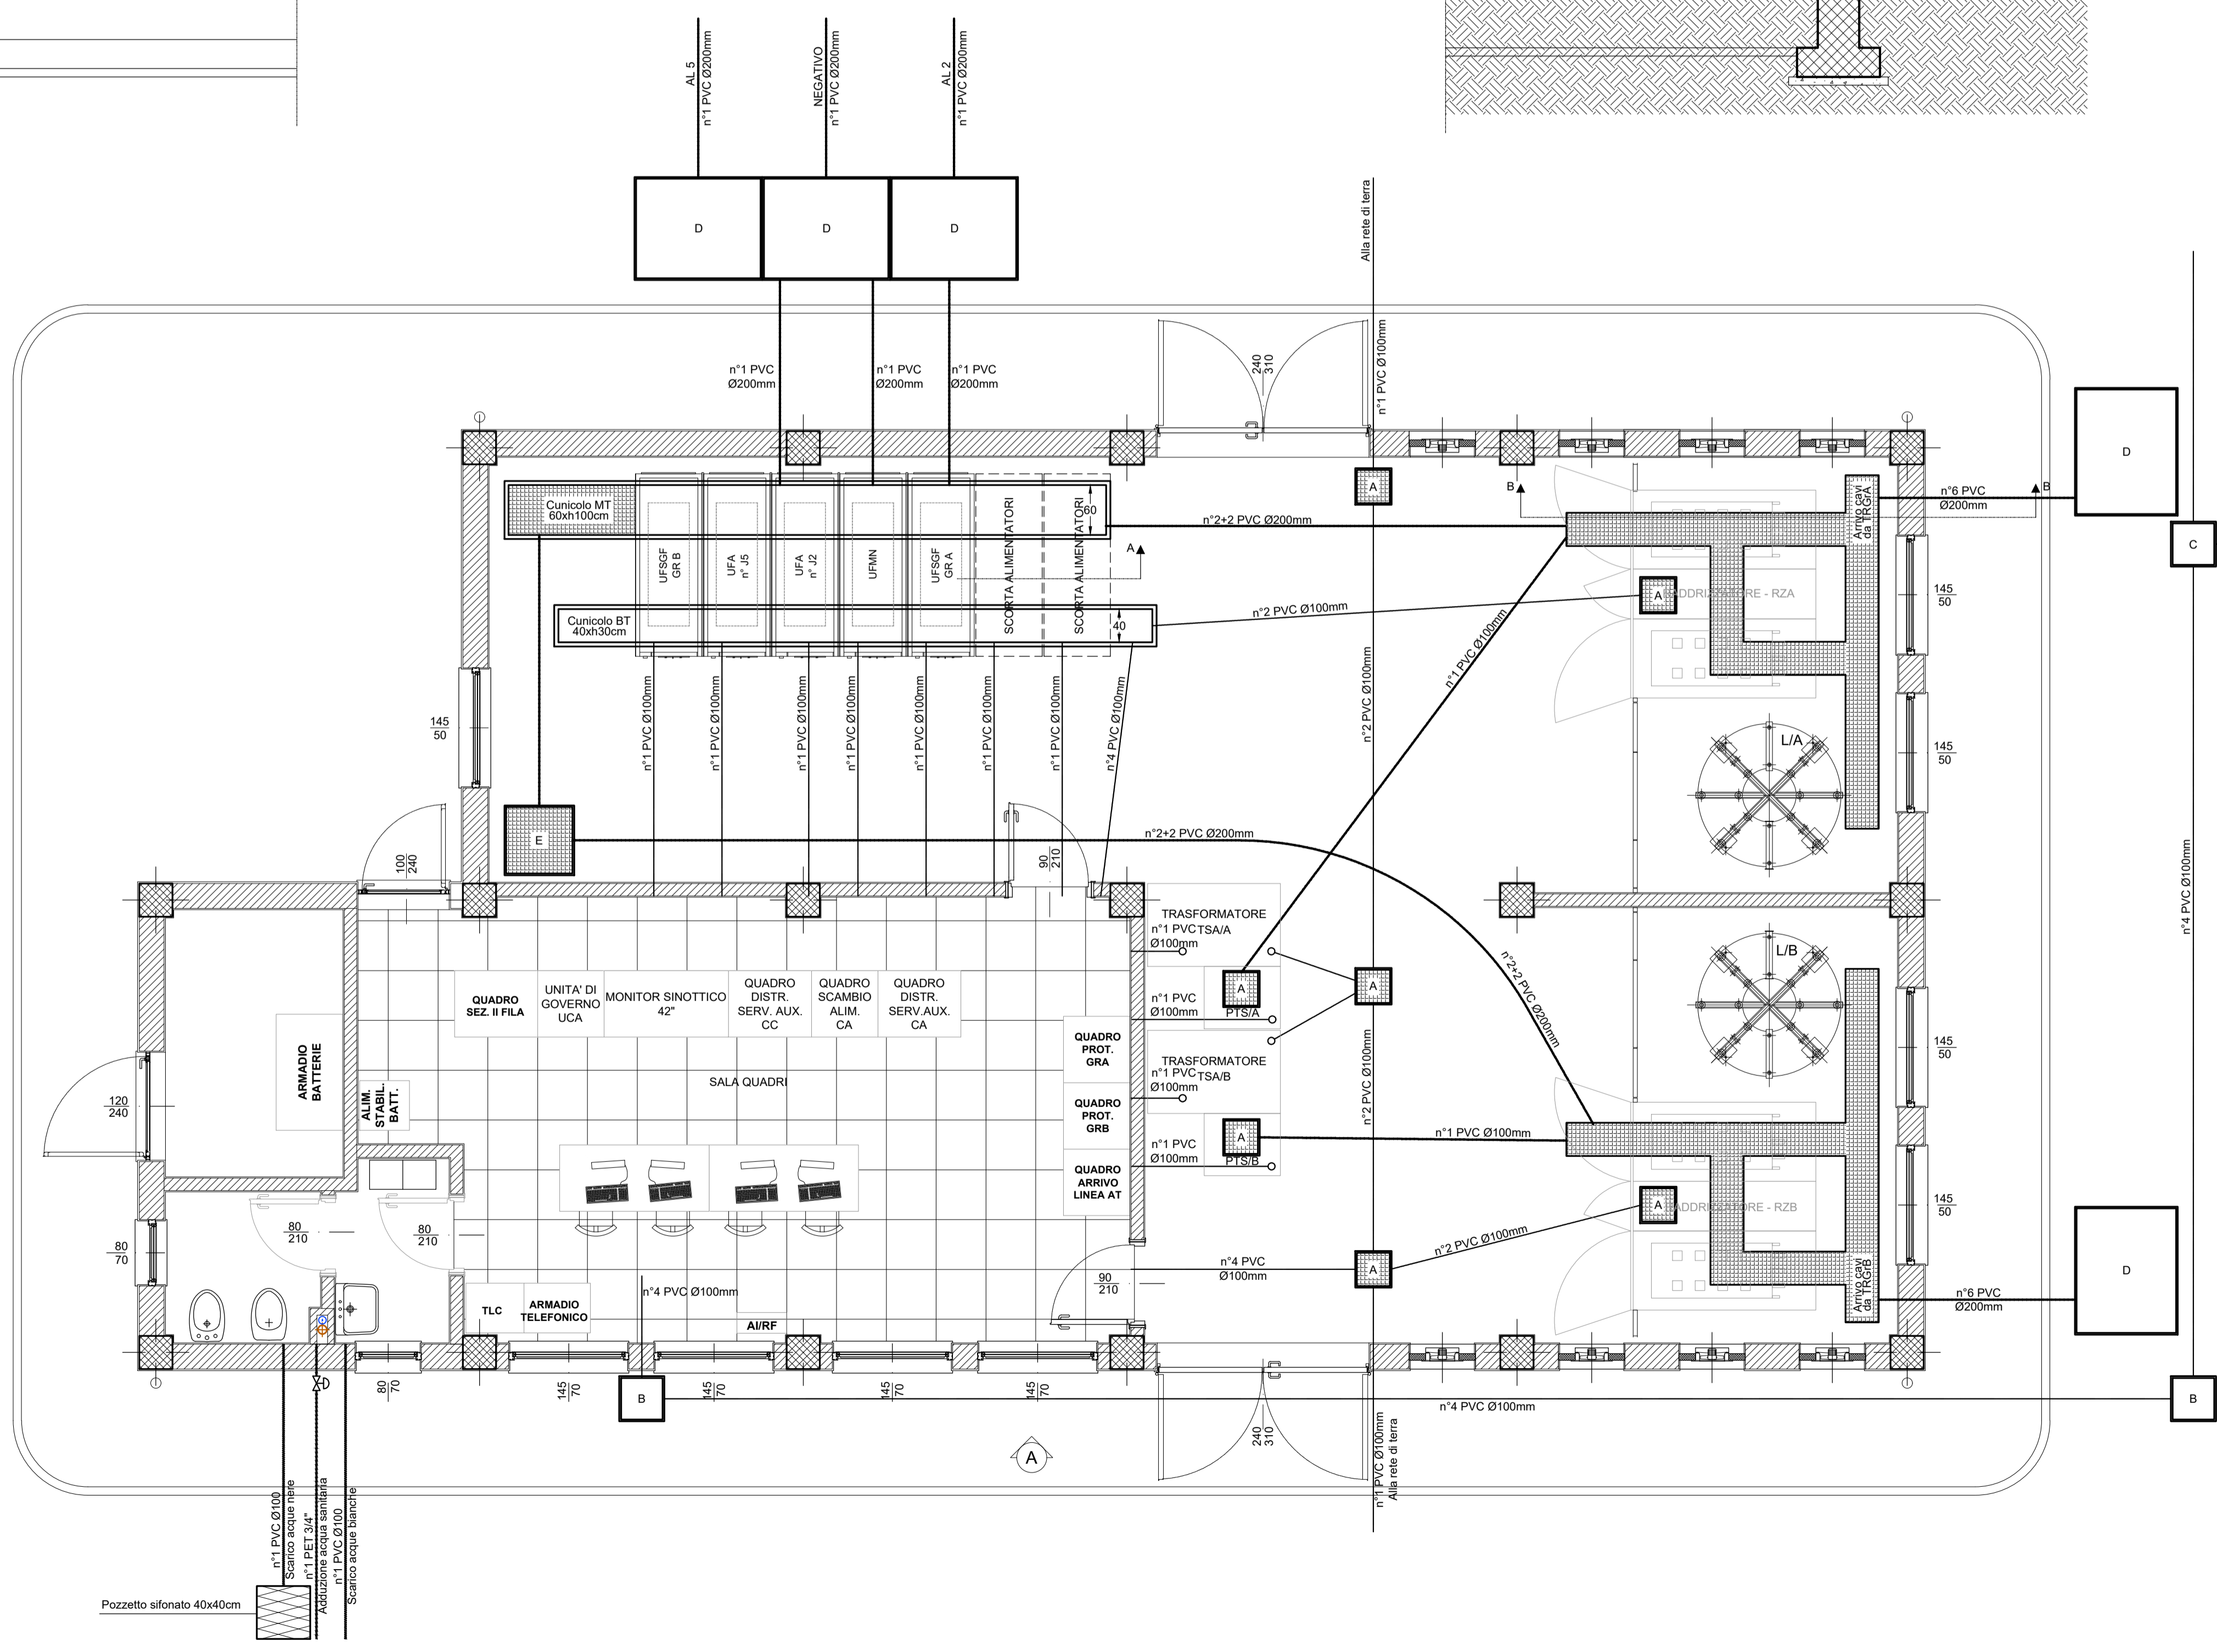 AL 5
n°1 PVC Ø200mm
NEGATIVO
n°1 PVC Ø200mm
AL 2
n°1 PVC Ø200mm
D
D
D
Alla rete di terra
n°1 PVC Ø100mm
n°1 PVC
Ø200mm
n°1 PVC
Ø200mm
n°1 PVC
Ø200mm
240
310
D
n°6 PVC
Ø200mm
C
n°4 PVC Ø100mm
Cunicolo MT
60xh100cm
60
UFSGF
GR B
UFA
n° J5
UFA
n° J2
UFMN
UFSGF
GR A
SCORTA ALIMENTATORI
SCORTA ALIMENTATORI
A
A
n°2+2 PVC Ø200mm
B
B
Arrivo cavi
da TRGrA
Cunicolo BT
40xh30cm
40
n°2 PVC Ø100mm
A
RADDRIZZATORE - RZA
145
50
n°1 PVC Ø100mm
n°2 PVC Ø100mm
145
50
n°1 PVC Ø100mm
n°1 PVC Ø100mm
n°1 PVC Ø100mm
n°1 PVC Ø100mm
n°1 PVC Ø100mm
n°1 PVC Ø100mm
n°1 PVC Ø100mm
n°4 PVC Ø100mm
L/A
145
50
E
n°2+2 PVC Ø200mm
100
240
90
210
TRASFORMATORE
TSA/A
n°1 PVC
Ø100mm
A
PTS/A
n°1 PVC
Ø100mm
A
L/B
n°2+2 PVC Ø200mm
QUADRO
SEZ. II FILA
UNITA' DI
GOVERNO
UCA
MONITOR SINOTTICO
42"
QUADRO
DISTR.
SERV. AUX.
CC
QUADRO
SCAMBIO
ALIM.
CA
QUADRO
DISTR.
SERV.AUX.
CA
QUADRO
PROT.
GRA
QUADRO
PROT.
GRB
QUADRO
ARRIVO
LINEA AT
TRASFORMATORE
TSA/B
n°1 PVC
Ø100mm
A
PTS/B
n°1 PVC
Ø100mm
n°2 PVC Ø100mm
n°1 PVC Ø100mm
145
50
ARMADIO
BATTERIE
ALIM.
STABIL.
BATT.
SALA QUADRI
120
240
80
210
80
210
80
70
A
RADDRIZZATORE - RZB
145
50
n°4 PVC
Ø100mm
A
n°2 PVC Ø100mm
90
210
Arrivo cavi
da TRGrB
n°6 PVC
Ø200mm
D
TLC
ARMADIO
TELEFONICO
n°4 PVC Ø100mm
AI/RF
80
70
145
70
B
145
70
145
70
145
70
n°4 PVC Ø100mm
B
240
310
n°1 PVC Ø100mm
Alla rete di terra
A
n°1 PVC Ø100
Scarico acque nere
n°1 PET 3/4"
Adduzione acqua sanitaria
n°1 PVC Ø100
Scarico acque bianche
Pozzetto sifonato 40x40cm